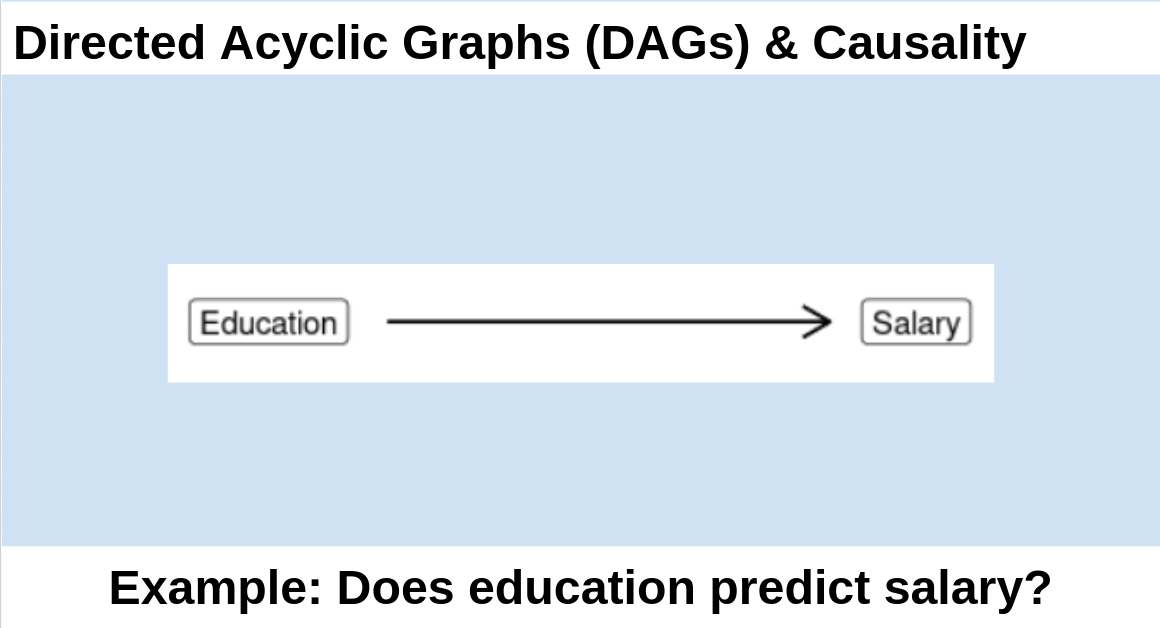 Directed Acyclic Graphs (DAGs) & Causality
Education
Salary
Example: Does education predict salary?